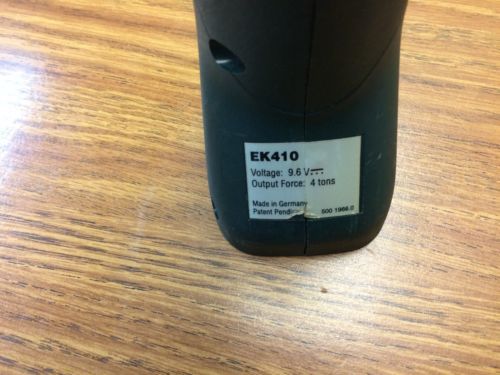 EK410
Voltage: 9.6 V⎓
Output Force: 4 tons
Made in Germany
Patent Pending 500 1966.0